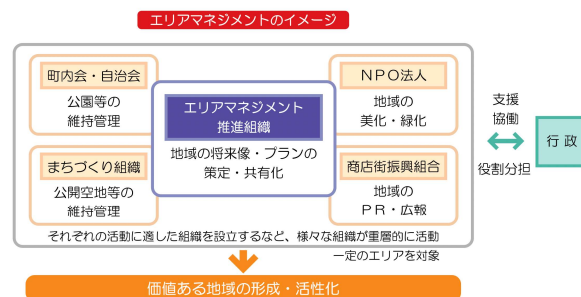 エリアマネジメントのイメージ
町内会・自治会
公園等の
維持管理
エリアマネジメント
推進組織
地域の将来像・プランの
策定・共有化
NPO法人
地域の
美化・緑化
まちづくり組織
公開空地等の
維持管理
商店街振興組合
地域の
PR・広報
支援
協働
役割分担
行政
それぞれの活動に適した組織を設立するなど、様々な組織が重層的に活動
一定のエリアを対象
価値ある地域の形成・活性化